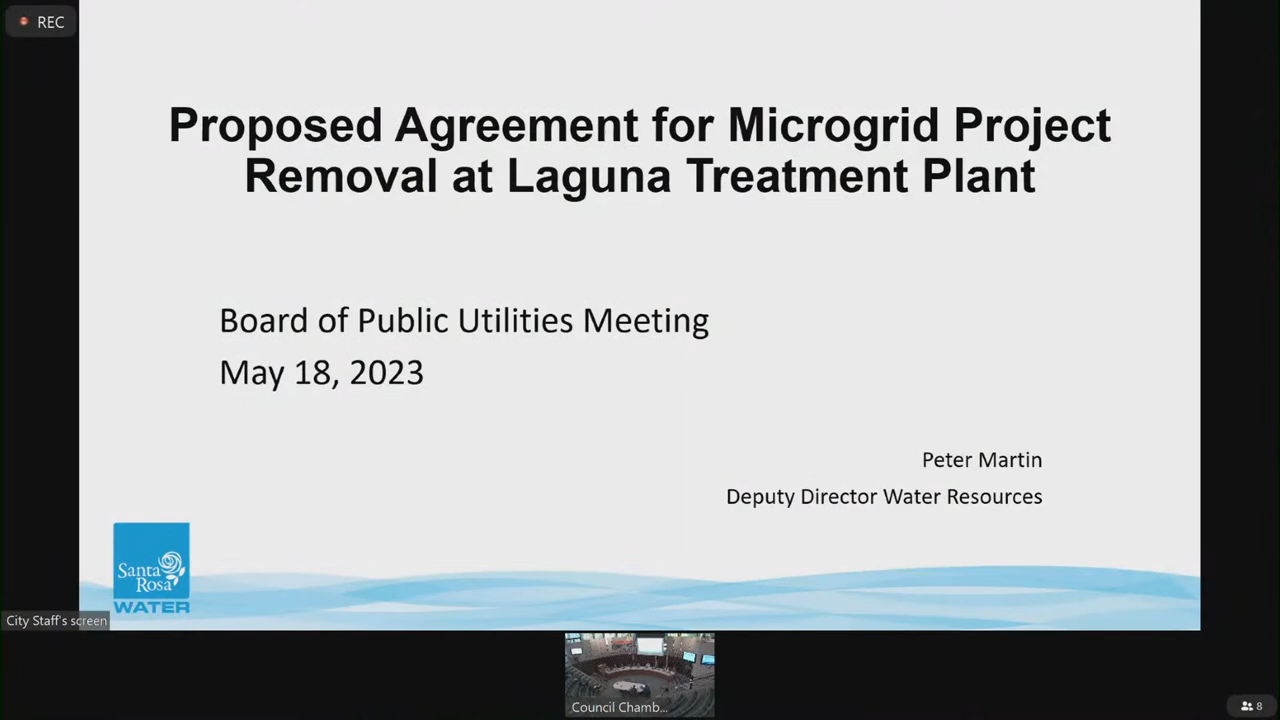 REC
Proposed Agreement for Microgrid Project
Removal at Laguna Treatment Plant
Board of Public Utilities Meeting
May 18, 2023
Peter Martin
Deputy Director Water Resources
Santa
Rosa
WATER
City Staff's screen
Council Chamb...
8